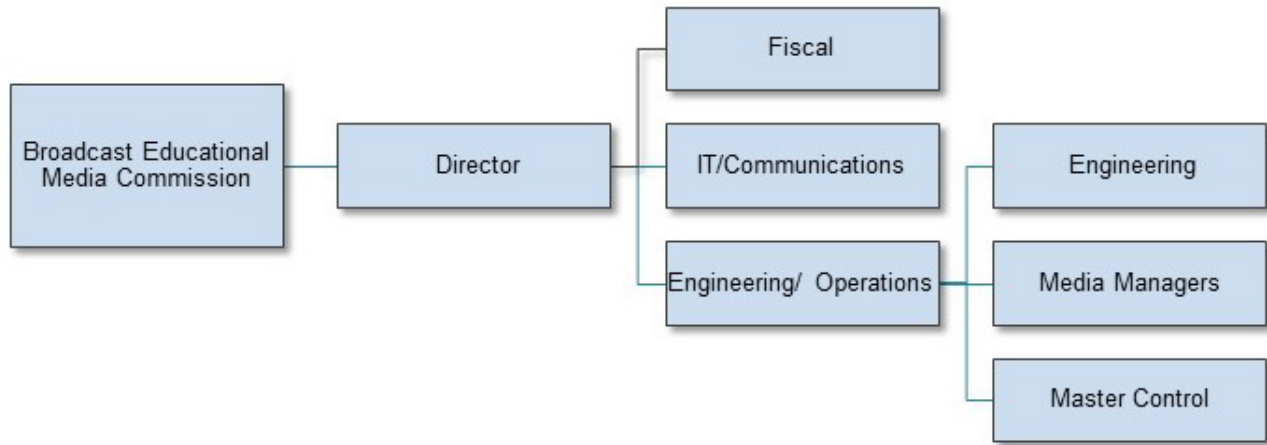 Broadcast Educational
Media Commission
Director
Fiscal
IT/Communications
Engineering/ Operations
Engineering
Media Managers
Master Control